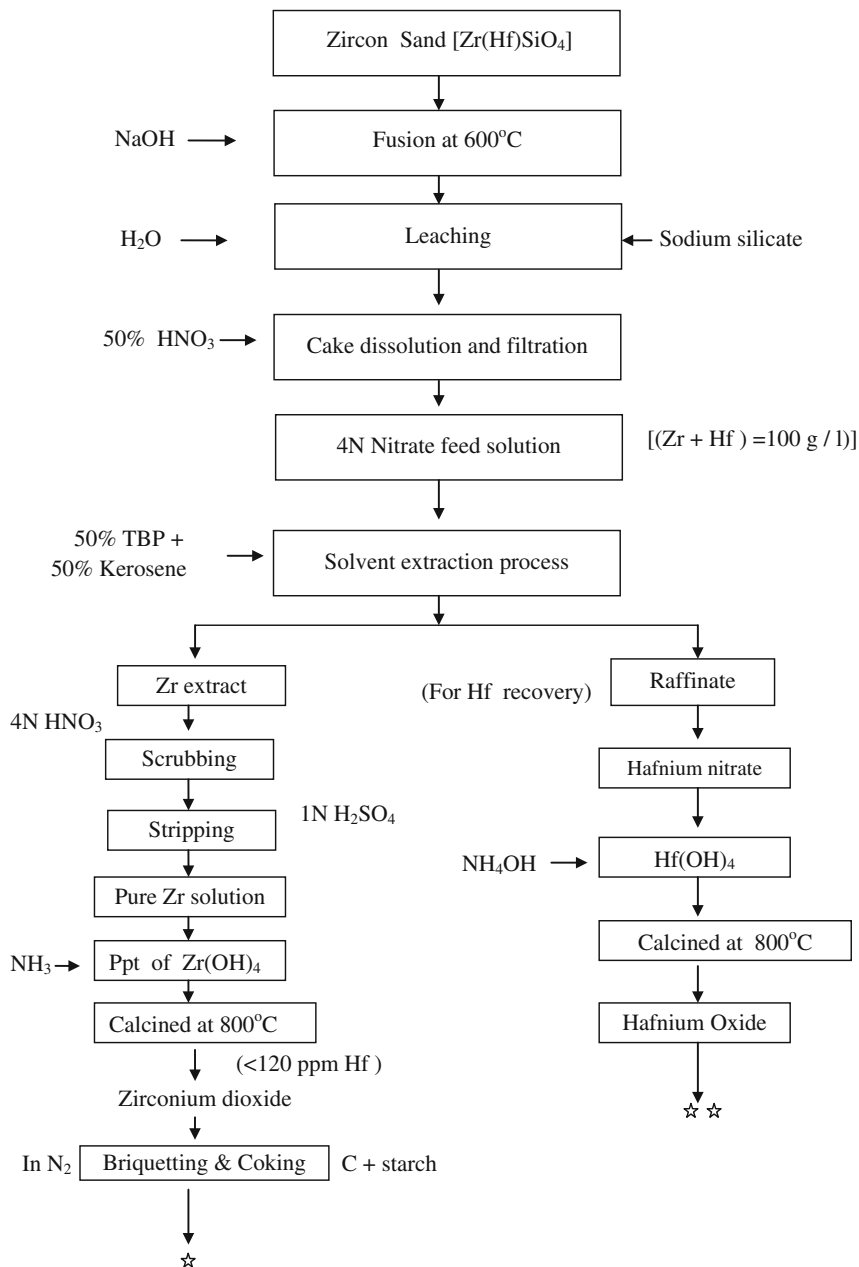 Zircon Sand [Zr(Hf)SiO₄]
NaOH
Fusion at 600°C
H₂O
Leaching
Sodium silicate
50% HNO₃
Cake dissolution and filtration
4N Nitrate feed solution
[(Zr + Hf ) =100 g / l)]
50% TBP +
50% Kerosene
Solvent extraction process
Zr extract
4N HNO₃
Scrubbing
Stripping
1N H₂SO₄
Pure Zr solution
NH₃
Ppt of Zr(OH)₄
Calcined at 800°C
(<120 ppm Hf )
Zirconium dioxide
In N₂
Briquetting & Coking
C + starch
☆
(For Hf recovery)
Raffinate
Hafnium nitrate
NH₄OH
Hf(OH)₄
Calcined at 800°C
Hafnium Oxide
☆ ☆